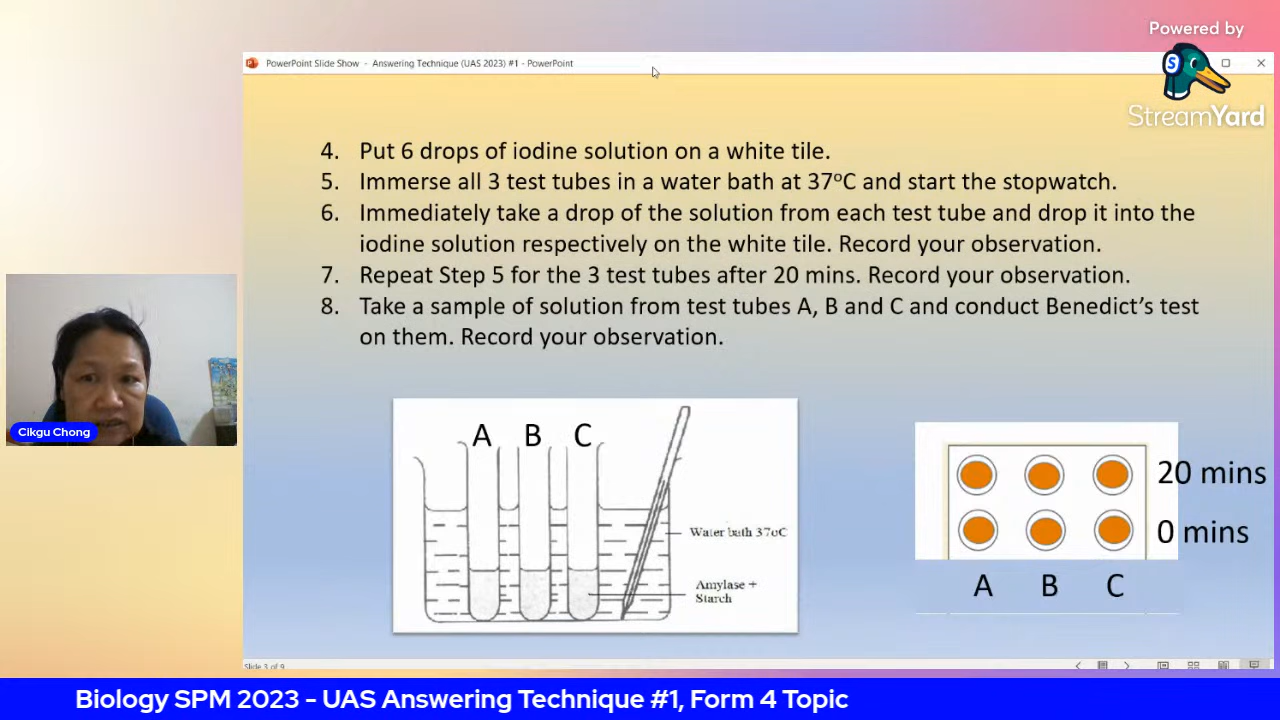 Powered by
StreamYard
PowerPoint Slide Show - Answering Technique (UAS 2023) #1 - PowerPoint
4. Put 6 drops of iodine solution on a white tile.
5. Immerse all 3 test tubes in a water bath at 37°C and start the stopwatch.
6. Immediately take a drop of the solution from each test tube and drop it into the
iodine solution respectively on the white tile. Record your observation.
7. Repeat Step 5 for the 3 test tubes after 20 mins. Record your observation.
8. Take a sample of solution from test tubes A, B and C and conduct Benedict’s test
on them. Record your observation.
Cikgu Chong
A B C
Water bath 37oC
Amylase +
Starch
20 mins
0 mins
A B C
Slide 3 of 9
Biology SPM 2023 - UAS Answering Technique #1, Form 4 Topic